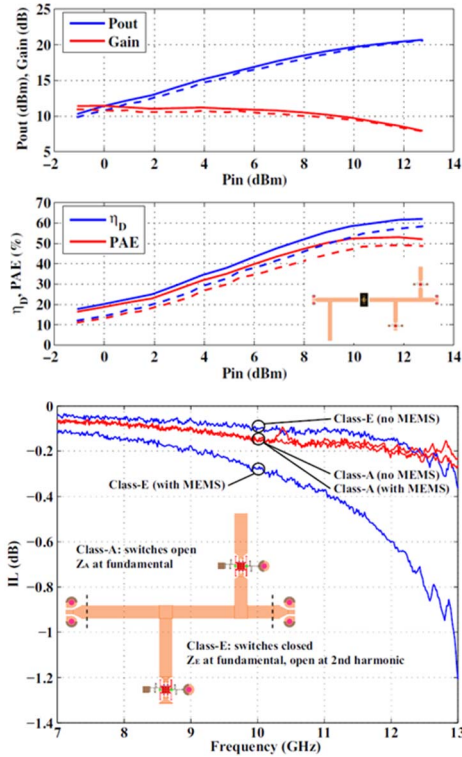 25
20
15
10
5
0
Pout (dBm), Gain (dB)
Pout
Gain
−2 0 2 4 6 8 10 12 14
Pin (dBm)
70
60
50
40
30
20
10
0
ηD, PAE (%)
ηD
PAE
−2 0 2 4 6 8 10 12 14
Pin (dBm)
0
−0.2
−0.4
−0.6
−0.8
−1
−1.2
−1.4
IL (dB)
Class-E (no MEMS)
Class-A (no MEMS)
Class-A (with MEMS)
Class-E (with MEMS)
Class-A: switches open
ZA at fundamental
Class-E: switches closed
ZE at fundamental, open at 2nd harmonic
7 8 9 10 11 12 13
Frequency (GHz)